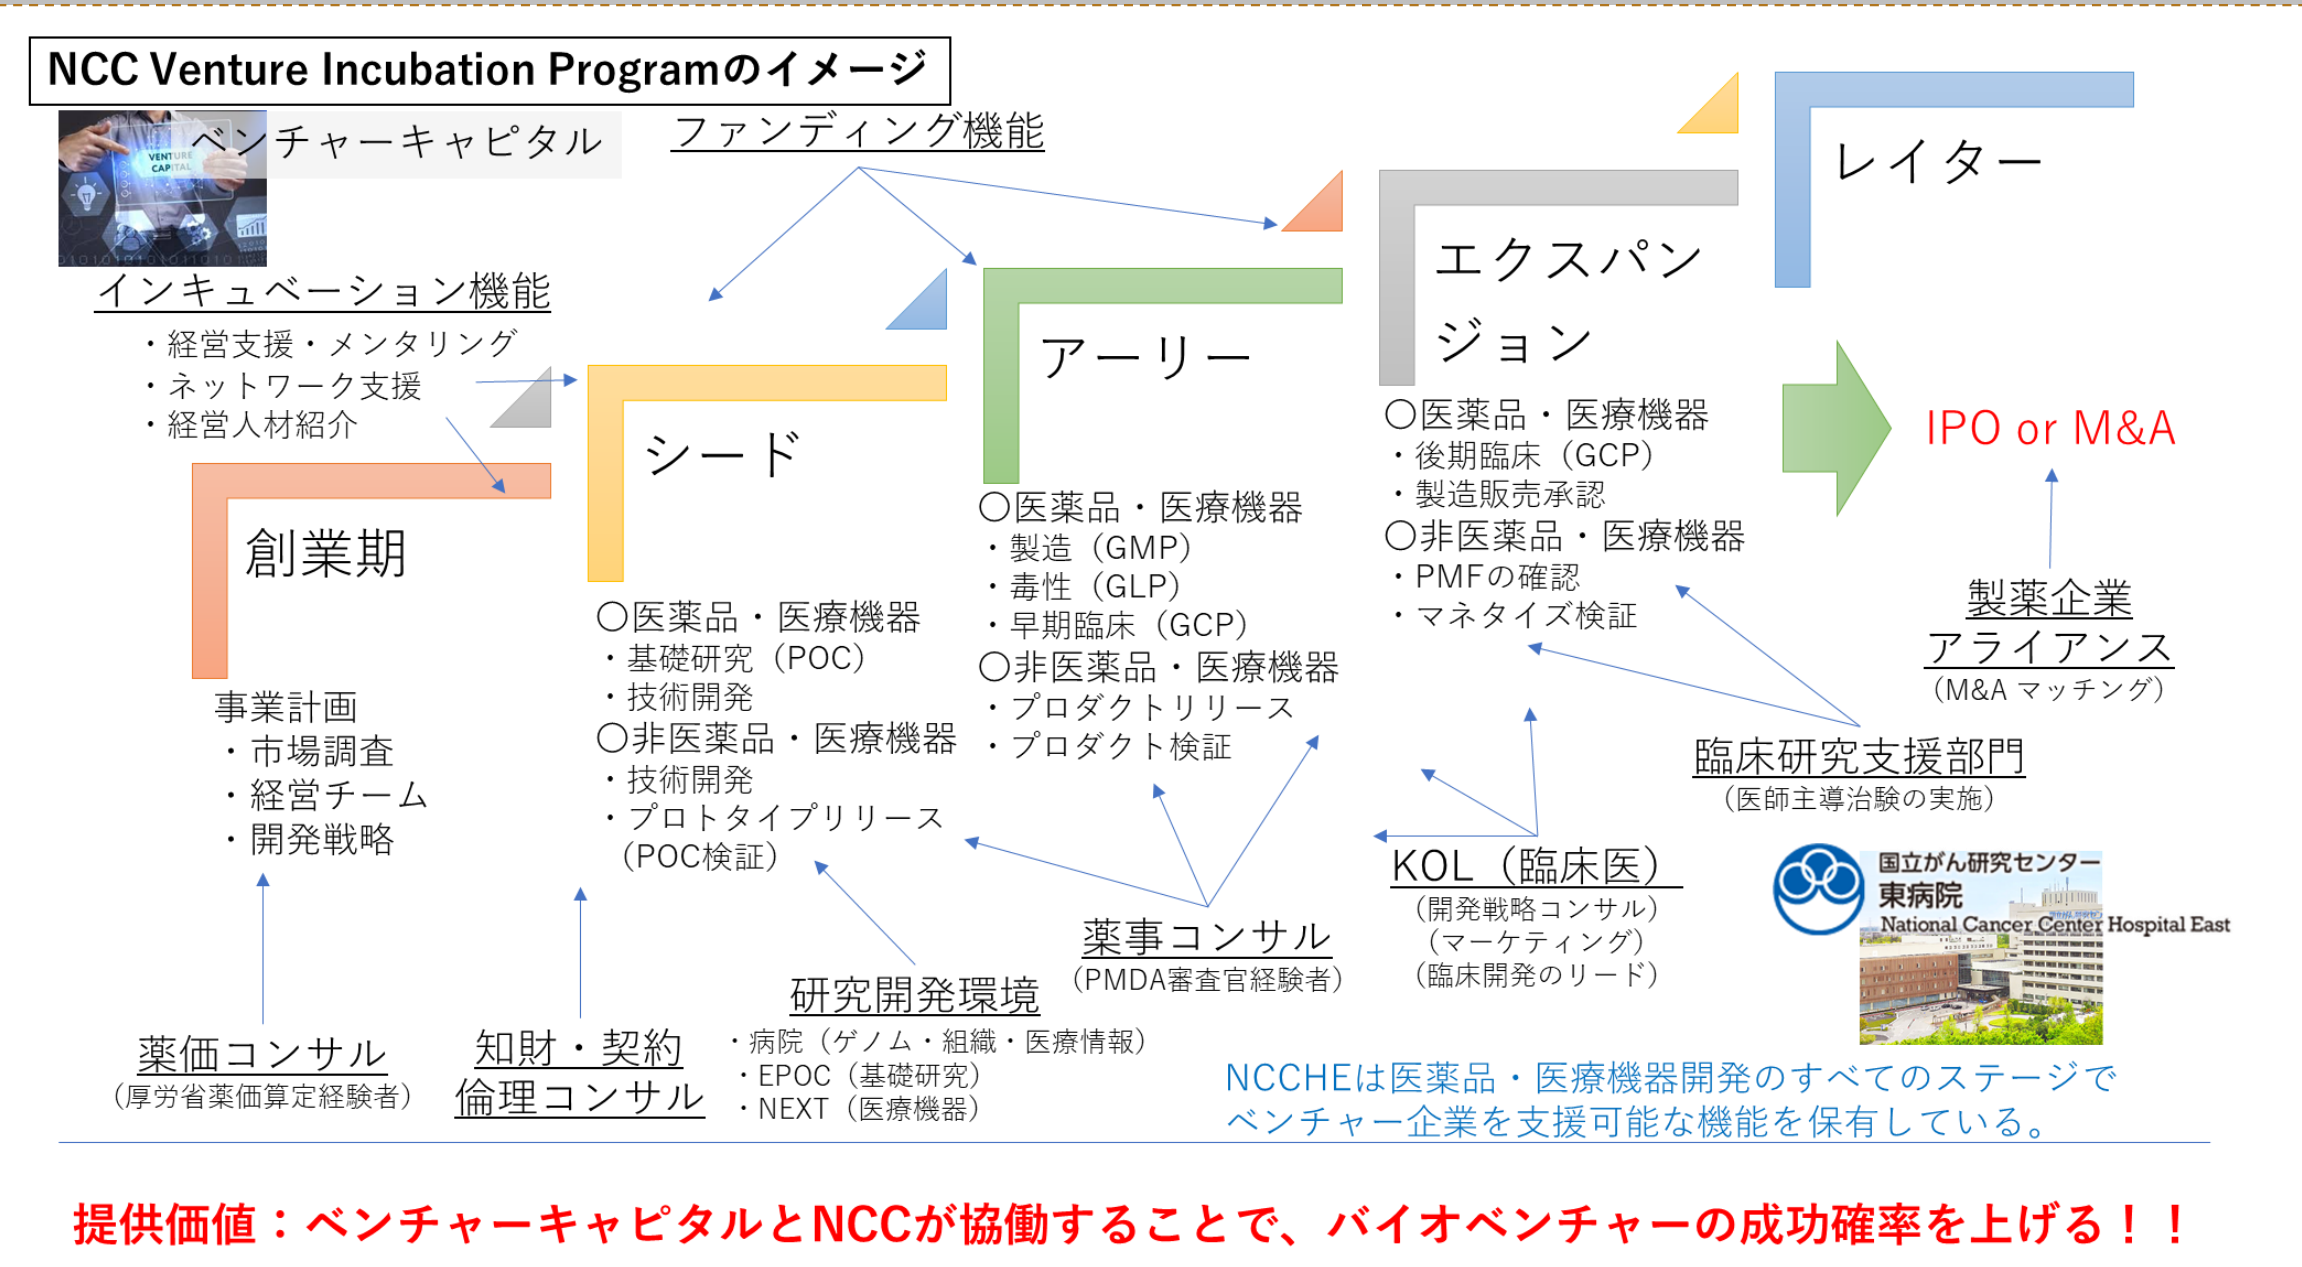 NCC Venture Incubation Programのイメージ
VENTURE
CAPITAL
ベンチャーキャピタル
ファンディング機能
インキュベーション機能
・経営支援・メンタリング
・ネットワーク支援
・経営人材紹介
創業期
事業計画
・市場調査
・経営チーム
・開発戦略
シード
〇医薬品・医療機器
・基礎研究（POC）
・技術開発
〇非医薬品・医療機器
・技術開発
・プロトタイプリリース
（POC検証）
アーリー
〇医薬品・医療機器
・製造（GMP）
・毒性（GLP）
・早期臨床（GCP）
〇非医薬品・医療機器
・プロダクトリリース
・プロダクト検証
エクスパン
ジョン
〇医薬品・医療機器
・後期臨床（GCP）
・製造販売承認
〇非医薬品・医療機器
・PMFの確認
・マネタイズ検証
レイター
IPO or M&A
製薬企業
アライアンス
（M&A マッチング）
臨床研究支援部門
（医師主導治験の実施）
KOL（臨床医）
（開発戦略コンサル）
（マーケティング）
（臨床開発のリード）
薬事コンサル
（PMDA審査官経験者）
研究開発環境
・病院（ゲノム・組織・医療情報）
・EPOC（基礎研究）
・NEXT（医療機器）
知財・契約
倫理コンサル
薬価コンサル
（厚労省薬価算定経験者）
国立がん研究センター
東病院
National Cancer Center Hospital East
NCCHEは医薬品・医療機器開発のすべてのステージで
ベンチャー企業を支援可能な機能を保有している。
提供価値：ベンチャーキャピタルとNCCが協働することで、バイオベンチャーの成功確率を上げる！！